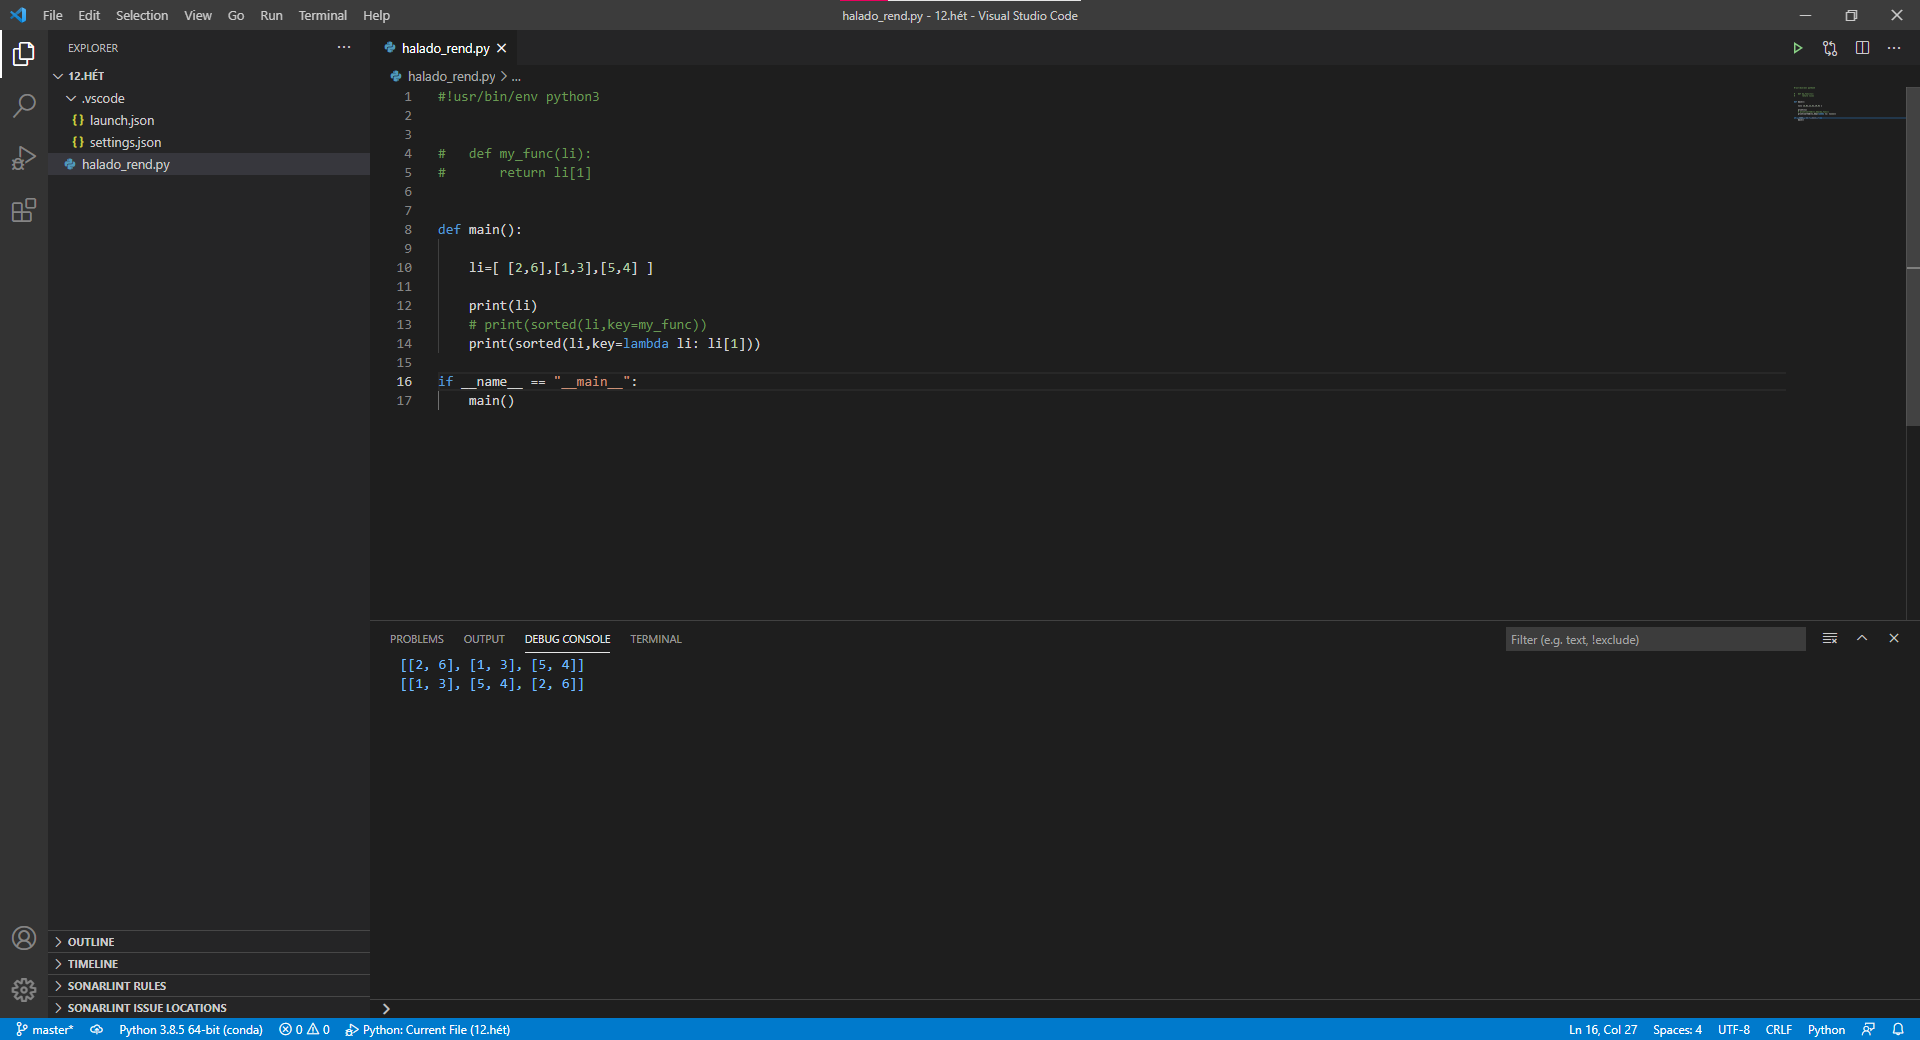 File Edit Selection View Go Run Terminal Help
halado_rend.py - 12.hét - Visual Studio Code
EXPLORER
12.HÉT
.vscode
{} launch.json
{} settings.json
halado_rend.py
OUTLINE
TIMELINE
SONARLINT RULES
SONARLINT ISSUE LOCATIONS
halado_rend.py
halado_rend.py > ...
1 #!usr/bin/env python3
2
3
4 #   def my_func(li):
5 #       return li[1]
6
7
8 def main():
9
10     li=[ [2,6],[1,3],[5,4] ]
11
12     print(li)
13     # print(sorted(li,key=my_func))
14     print(sorted(li,key=lambda li: li[1]))
15
16 if __name__ == "__main__":
17     main()
PROBLEMS OUTPUT DEBUG CONSOLE TERMINAL
Filter (e.g. text, !exclude)
[[2, 6], [1, 3], [5, 4]]
[[1, 3], [5, 4], [2, 6]]
master* Python 3.8.5 64-bit (conda) 0 0 Python: Current File (12.hét) Ln 16, Col 27 Spaces: 4 UTF-8 CRLF Python